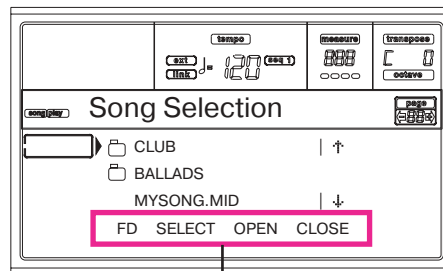 tempo measure transpose
ext ♩= 120 seq 1 888 C 0
link octave
song play Song Selection page
88
CLUB
BALLADS
MYSONG.MID
FD SELECT OPEN CLOSE